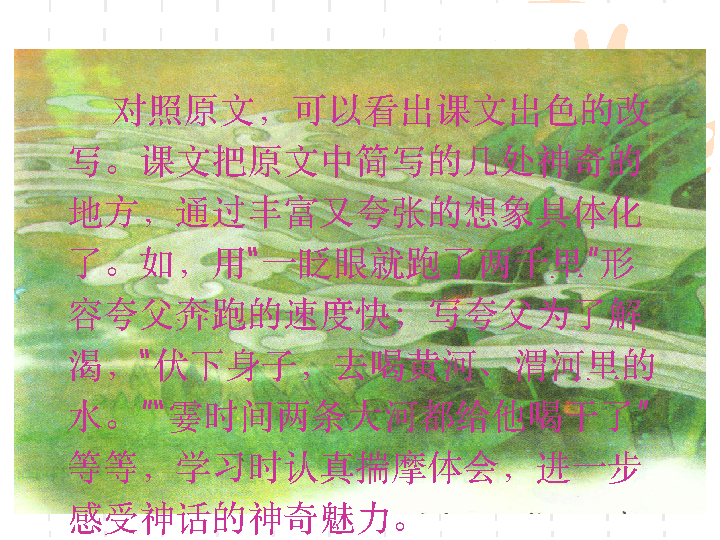 对照原文，可以看出课文出色的改
写。课文把原文中简写的几处神奇的
地方，通过丰富又夸张的想象具体化
了。如，用"一眨眼就跑了两千里"形
容夸父奔跑的速度快；写夸父为了解
渴，"伏下身子，去喝黄河、渭河里的
水。""霎时间两条大河都给他喝干了"
等等，学习时认真揣摩体会，进一步
感受神话的神奇魅力。